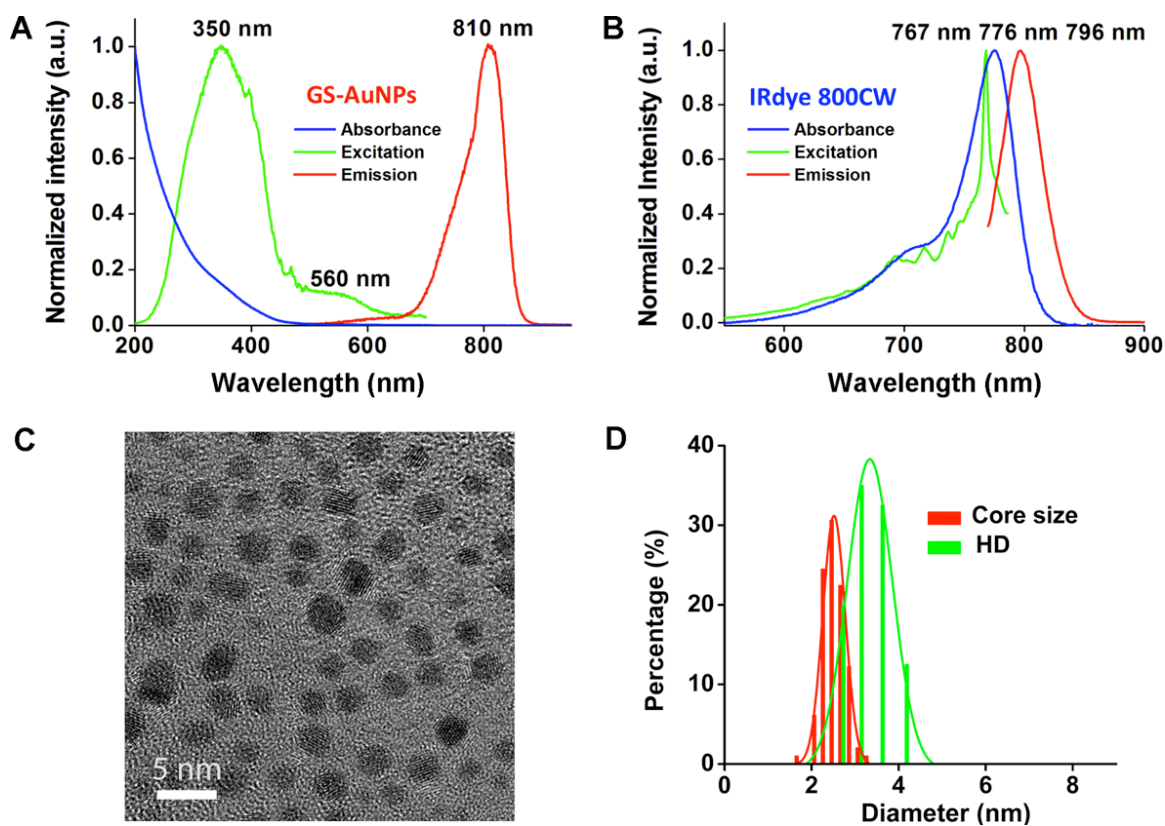 A
350 nm
810 nm
Normalized intensity (a.u.)
1.0
0.8
0.6
0.4
0.2
0.0
GS-AuNPs
Absorbance
Excitation
Emission
560 nm
200
400
600
800
Wavelength (nm)
B
767 nm 776 nm 796 nm
Normalized Intenisty (a.u.)
1.0
0.8
0.6
0.4
0.2
0.0
IRdye 800CW
Absorbance
Excitation
Emission
600
700
800
900
Wavelength (nm)
C
5 nm
D
Percentage (%)
40
30
20
10
0
Core size
HD
0
2
4
6
8
Diameter (nm)